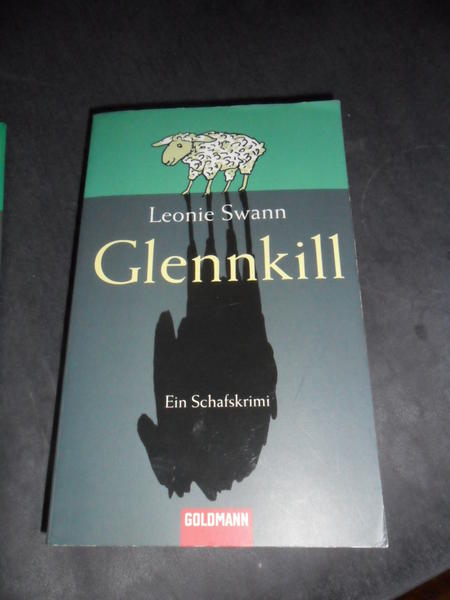 Leonie Swann
Glennkill
Ein Schafskrimi
GOLDMANN